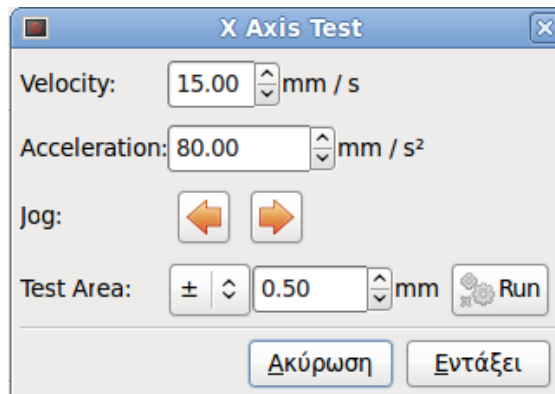 X Axis Test
Velocity: 15.00 mm / s
Acceleration: 80.00 mm / s²
Jog:
Test Area: ± 0.50 mm Run
Ακύρωση Εντάξει